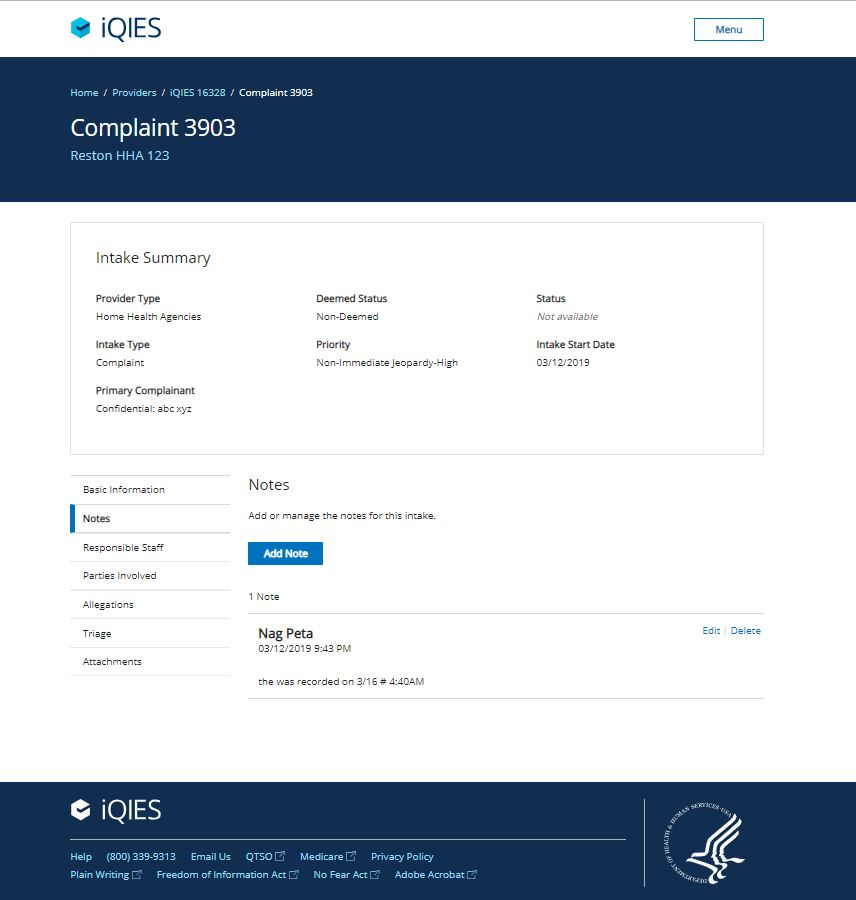 iQIES
Menu
Home / Providers / iQIES 16328 / Complaint 3903
Complaint 3903
Reston HHA 123
Intake Summary
Provider Type
Home Health Agencies
Deemed Status
Non-Deemed
Status
Not available
Intake Type
Complaint
Priority
Non-Immediate Jeopardy-High
Intake Start Date
03/12/2019
Primary Complainant
Confidential: abc xyz
Basic Information
Notes
Responsible Staff
Parties Involved
Allegations
Triage
Attachments
Notes
Add or manage the notes for this intake.
Add Note
1 Note
Nag Peta
Edit | Delete
03/12/2019 9:43 PM
the was recorded on 3/16 # 4:40AM
iQIES
Help (800) 339-9313 Email Us QTSO Medicare Privacy Policy
Plain Writing Freedom of Information Act No Fear Act Adobe Acrobat
DEPARTMENT OF HEALTH & HUMAN SERVICES · USA